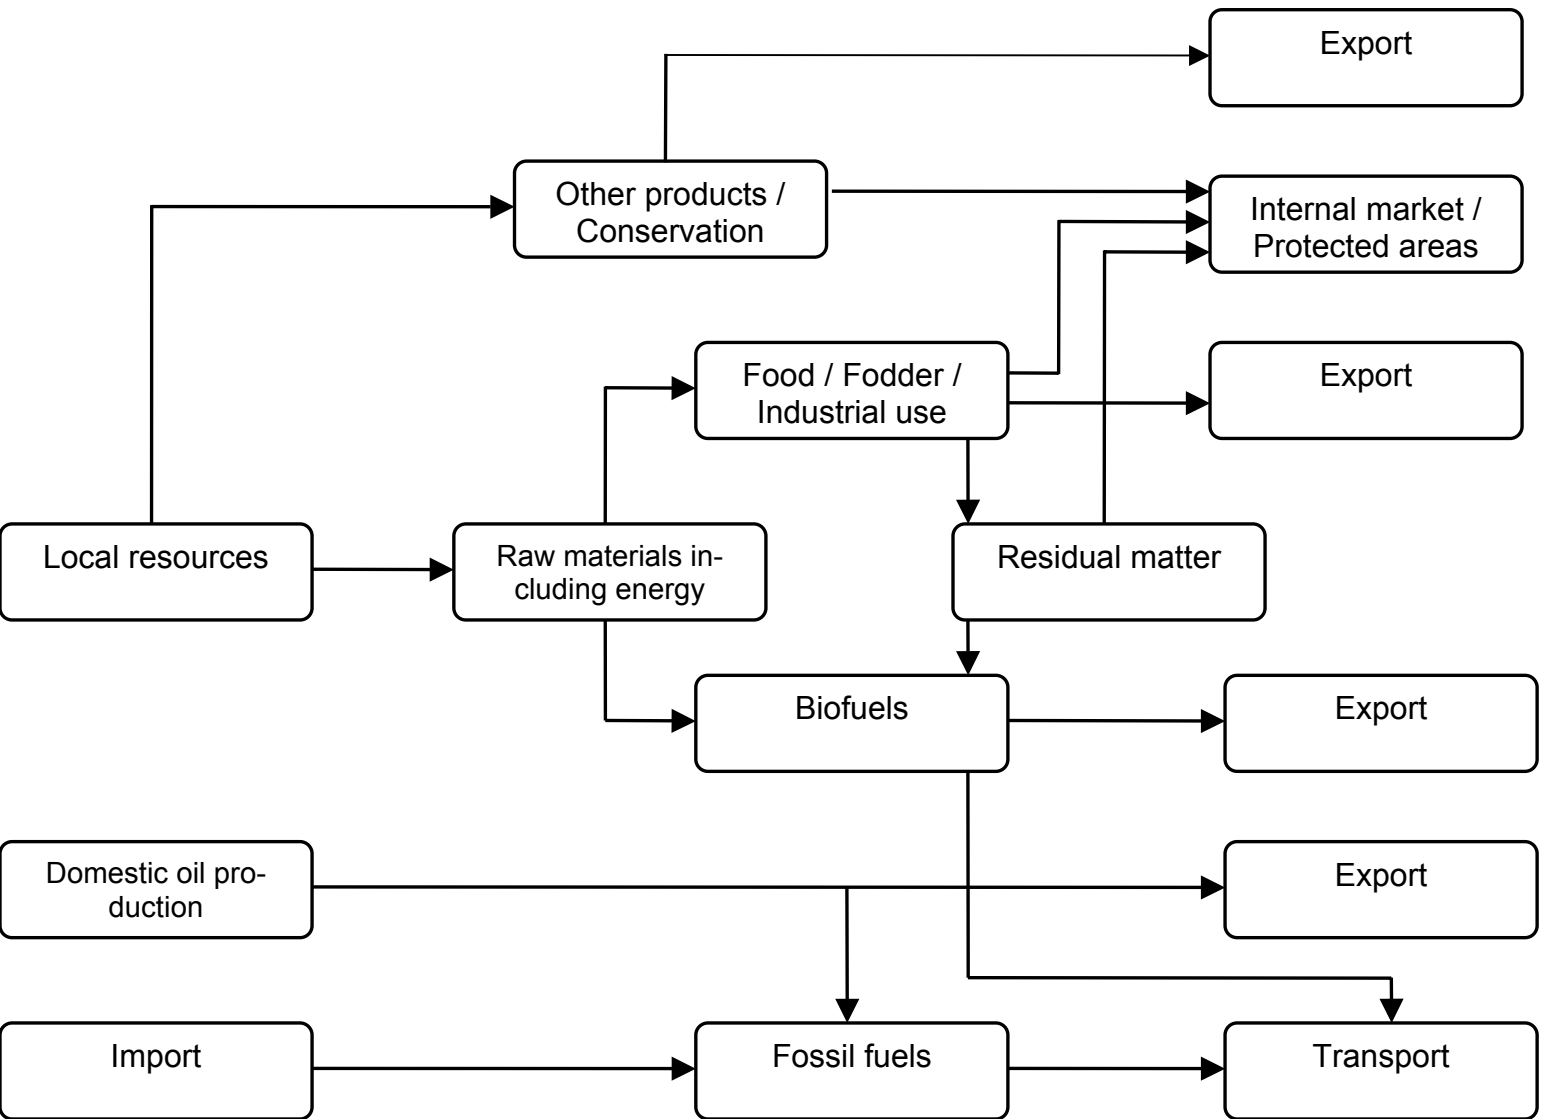 Export
Other products /
Conservation
Internal market /
Protected areas
Food / Fodder /
Industrial use
Export
Local resources
Raw materials in-
cluding energy
Residual matter
Biofuels
Export
Domestic oil pro-
duction
Export
Import
Fossil fuels
Transport